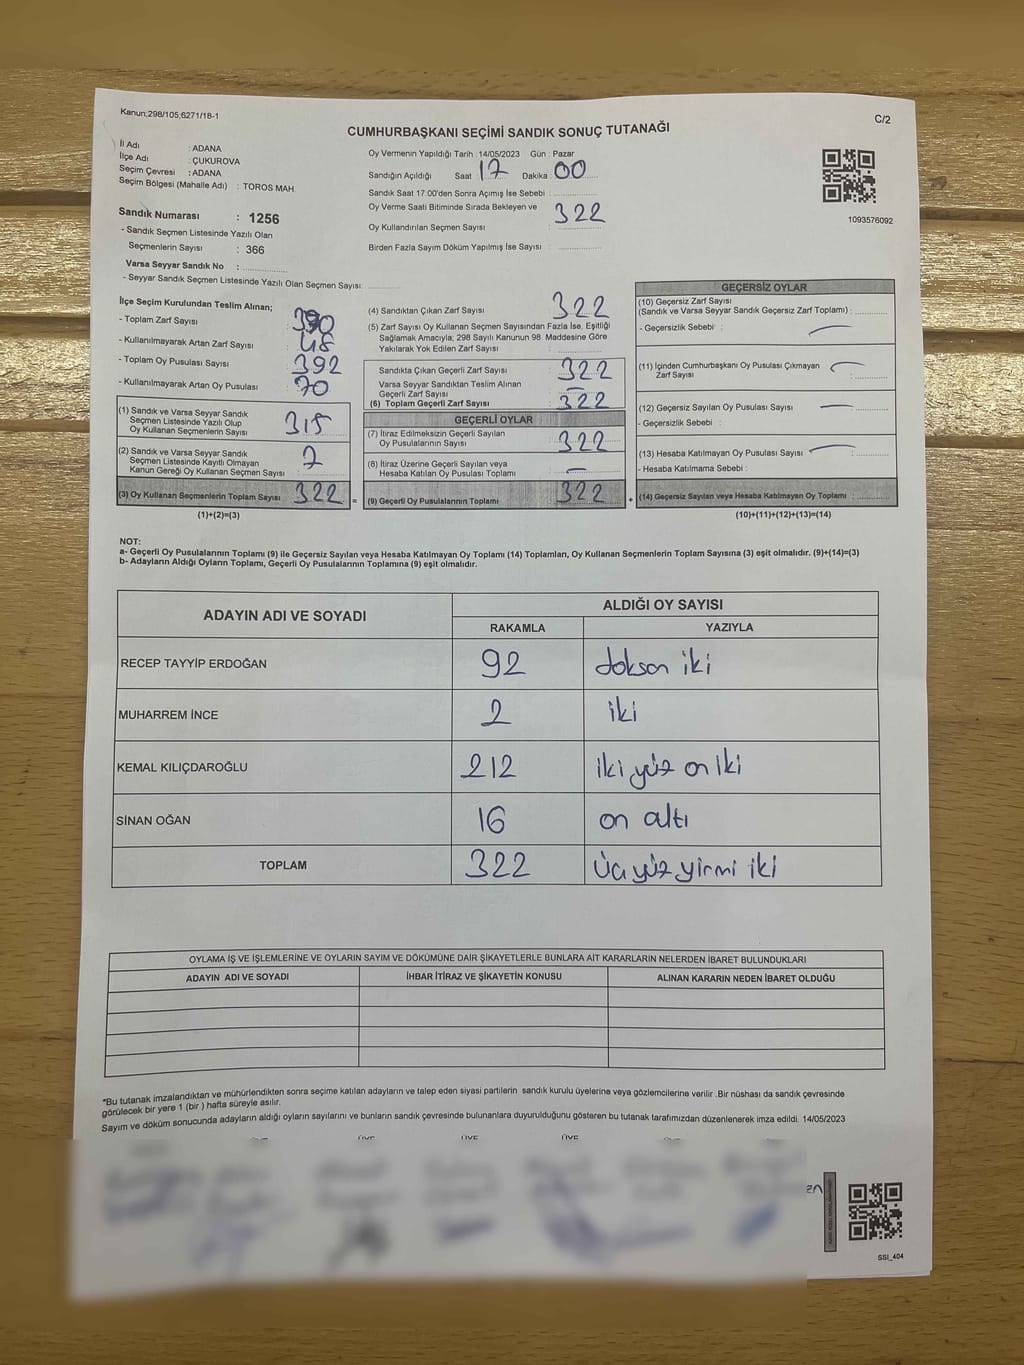 Kanun;298/105,6271/18-1
C/2
CUMHURBAŞKANI SEÇİMİ SANDIK SONUÇ TUTANAĞI
İl Adı : ADANA
İlçe Adı : ÇUKUROVA
Seçim Çevresi : ADANA
Seçim Bölgesi (Mahalle Adı) : TOROS MAH.
Sandık Numarası : 1256
- Sandık Seçmen Listesinde Yazılı Olan
Seçmenlerin Sayısı : 366
Varsa Seyyar Sandık No :
- Seyyar Sandık Seçmen Listesinde Yazılı Olan Seçmen Sayısı:
Oy Vermenin Yapıldığı Tarih : 14/05/2023 Gün : Pazar
Sandığın Açıldığı Saat 17 Dakika 00
Sandık Saat 17:00'den Sonra Açımış İse Sebebi :
Oy Verme Saati Bitiminde Sırada Bekleyen ve 322
Oy Kullandırılan Seçmen Sayısı :
Birden Fazla Sayım Döküm Yapılmış İse Sayısı :
1093576092
İlçe Seçim Kurulundan Teslim Alınan;
- Toplam Zarf Sayısı :
- Kullanılmayarak Artan Zarf Sayısı : 48
- Toplam Oy Pusulası Sayısı : 392
- Kullanılmayarak Artan Oy Pusulası : 70
(1) Sandık ve Varsa Seyyar Sandık
Seçmen Listesinde Yazılı Olup
Oy Kullanan Seçmenlerin Sayısı : 315
(2) Sandık ve Varsa Seyyar Sandık
Seçmen Listesinde Kayıtlı Olmayan
Kanun Gereği Oy Kullanan Seçmen Sayısı : 7
(3) Oy Kullanan Seçmenlerin Toplam Sayısı : 322
(1)+(2)=(3)
(4) Sandıktan Çıkan Zarf Sayısı : 322
(5) Zarf Sayısı Oy Kullanan Seçmen Sayısından Fazla İse, Eşitliği
Sağlamak Amacıyla; 298 Sayılı Kanunun 98. Maddesine Göre
Yakılarak Yok Edilen Zarf Sayısı :
Sandıkta Çıkan Geçerli Zarf Sayısı : 322
Varsa Seyyar Sandıktan Teslim Alınan
Geçerli Zarf Sayısı : –
(6) Toplam Geçerli Zarf Sayısı : 322
GEÇERLİ OYLAR
(7) İtiraz Edilmeksizin Geçerli Sayılan
Oy Pusulalarının Sayısı : 322
(8) İtiraz Üzerine Geçerli Sayılan veya
Hesaba Katılan Oy Pusulası Toplamı : –
= (9) Geçerli Oy Pusulalarının Toplamı : 322
GEÇERSİZ OYLAR
(10) Geçersiz Zarf Sayısı
(Sandık ve Varsa Seyyar Sandık Geçersiz Zarf Toplamı) :
- Geçersizlik Sebebi : –
(11) İçinden Cumhurbaşkanı Oy Pusulası Çıkmayan –
Zarf Sayısı :
(12) Geçersiz Sayılan Oy Pusulası Sayısı : –
- Geçersizlik Sebebi :
(13) Hesaba Katılmayan Oy Pusulası Sayısı : –
- Hesaba Katılmama Sebebi :
+ (14) Geçersiz Sayılan veya Hesaba Katılmayan Oy Toplamı :
(10)+(11)+(12)+(13)=(14)
NOT:
a- Geçerli Oy Pusulalarının Toplamı (9) ile Geçersiz Sayılan veya Hesaba Katılmayan Oy Toplamı (14) Toplamları, Oy Kullanan Seçmenlerin Toplam Sayısına (3) eşit olmalıdır. (9)+(14)=(3)
b- Adayların Aldığı Oyların Toplamı, Geçerli Oy Pusulalarının Toplamına (9) eşit olmalıdır.
ADAYIN ADI VE SOYADI
ALDIĞI OY SAYISI
RAKAMLA YAZIYLA
RECEP TAYYİP ERDOĞAN 92 doksan iki
MUHARREM İNCE 2 iki
KEMAL KILIÇDAROĞLU 212 iki yüz on iki
SİNAN OĞAN 16 on altı
TOPLAM 322 Üç yüz yirmi iki
OYLAMA İŞ VE İŞLEMLERİNE VE OYLARIN SAYIM VE DÖKÜMÜNE DAİR ŞİKAYETLERLE BUNLARA AİT KARARLARIN NELERDEN İBARET BULUNDUKLARI
ADAYIN ADI VE SOYADI İHBAR İTİRAZ VE ŞİKAYETİN KONUSU ALINAN KARARIN NEDEN İBARET OLDUĞU
*Bu tutanak imzalandıktan ve mühürlendikten sonra seçime katılan adayların ve talep eden siyasi partilerin sandık kurulu üyelerine veya gözlemcilerine verilir .Bir nüshası da sandık çevresinde
görülecek bir yere 1 (bir ) hafta süreyle asılır.
Sayım ve döküm sonucunda adayların aldığı oyların sayılarını ve bunların sandık çevresinde bulunanlara duyurulduğunu gösteren bu tutanak tarafımızdan düzenlenerek imza edildi. 14/05/2023
ÜYE ÜYE ÜYE
SSI_404